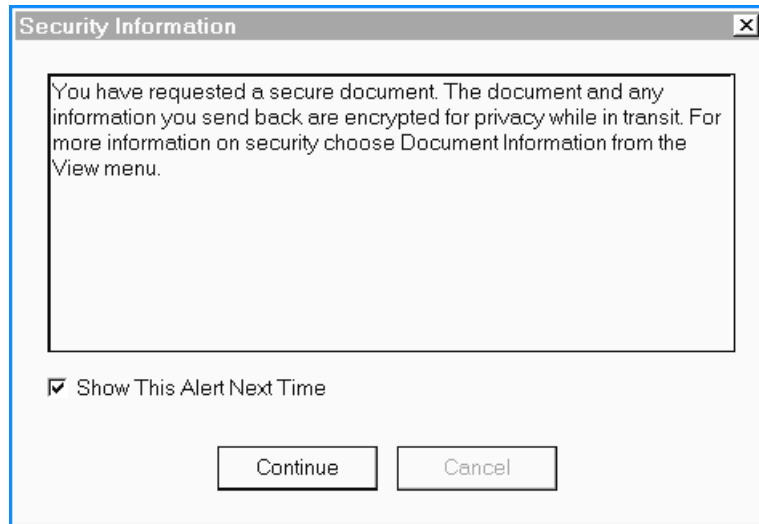 Security Information
You have requested a secure document. The document and any
information you send back are encrypted for privacy while in transit. For
more information on security choose Document Information from the
View menu.
Show This Alert Next Time
Continue
Cancel